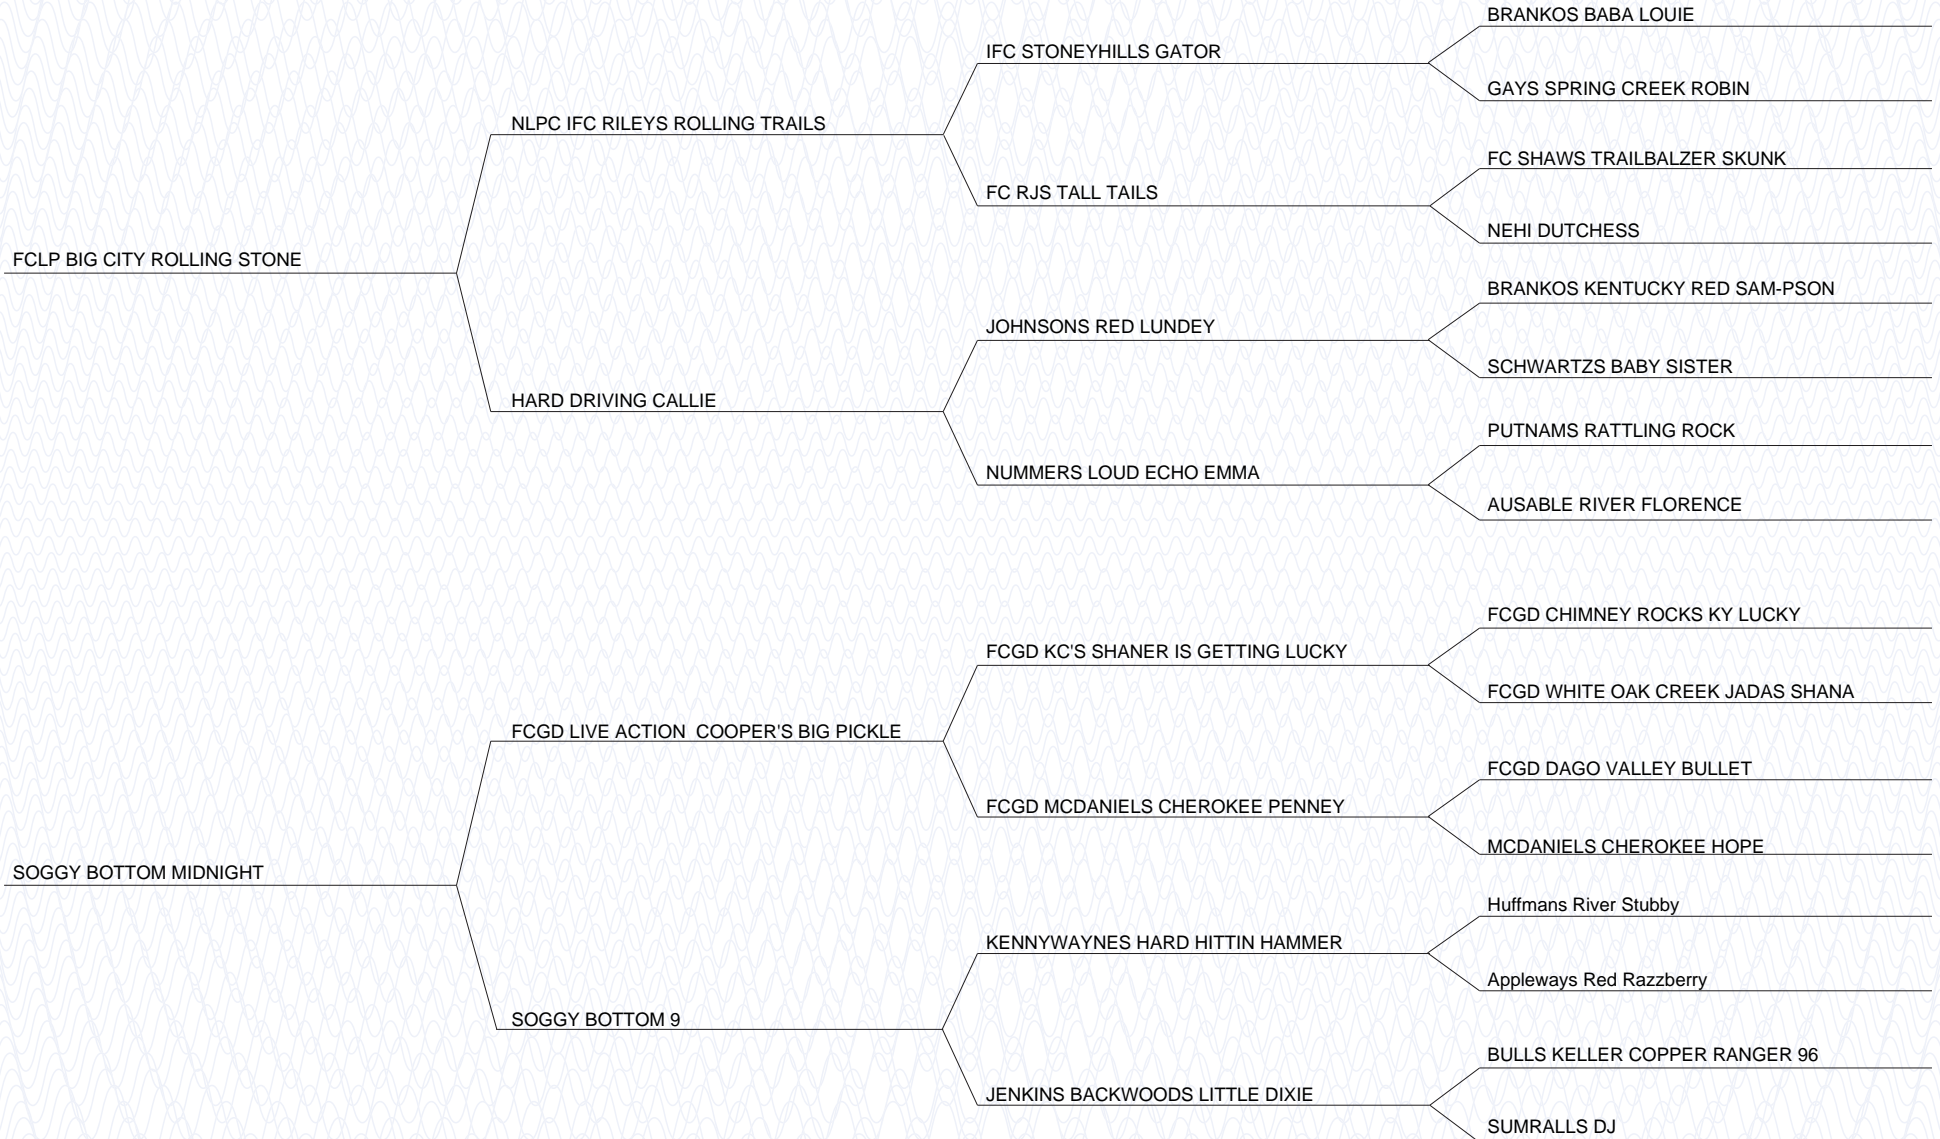 BRANKOS BABA LOUIE
IFC STONEYHILLS GATOR
GAYS SPRING CREEK ROBIN
NLPC IFC RILEYS ROLLING TRAILS
FC SHAWS TRAILBALZER SKUNK
FC RJS TALL TAILS
NEHI DUTCHESS
FCLP BIG CITY ROLLING STONE
BRANKOS KENTUCKY RED SAM-PSON
JOHNSONS RED LUNDEY
SCHWARTZS BABY SISTER
HARD DRIVING CALLIE
PUTNAMS RATTLING ROCK
NUMMERS LOUD ECHO EMMA
AUSABLE RIVER FLORENCE
FCGD CHIMNEY ROCKS KY LUCKY
FCGD KC'S SHANER IS GETTING LUCKY
FCGD WHITE OAK CREEK JADAS SHANA
FCGD LIVE ACTION  COOPER'S BIG PICKLE
FCGD DAGO VALLEY BULLET
FCGD MCDANIELS CHEROKEE PENNEY
MCDANIELS CHEROKEE HOPE
SOGGY BOTTOM MIDNIGHT
Huffmans River Stubby
KENNYWAYNES HARD HITTIN HAMMER
Appleways Red Razzberry
SOGGY BOTTOM 9
BULLS KELLER COPPER RANGER 96
JENKINS BACKWOODS LITTLE DIXIE
SUMRALLS DJ